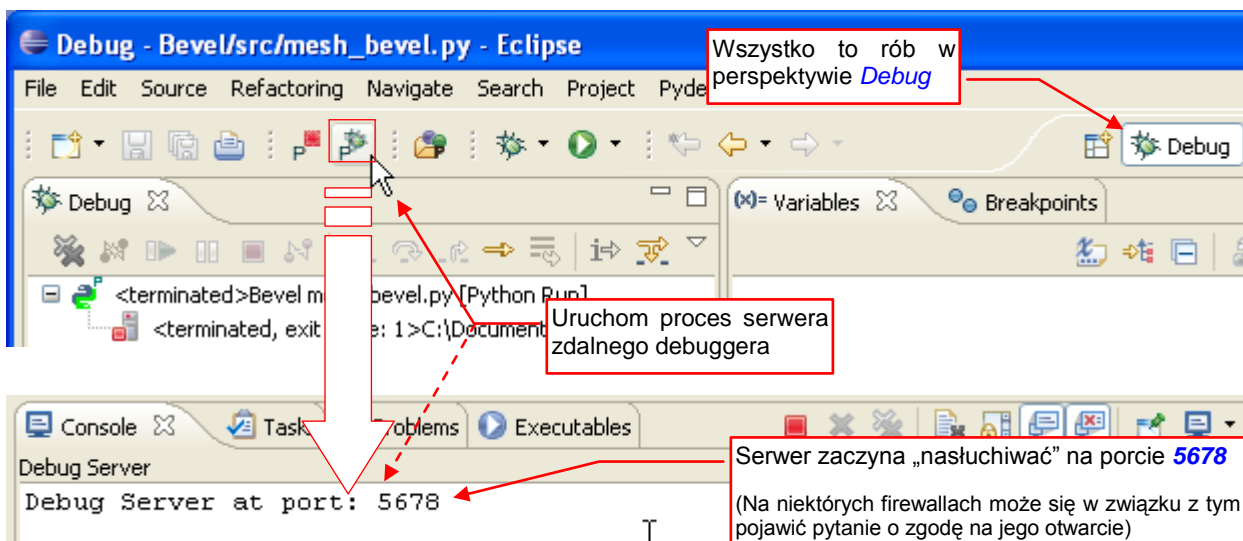 Debug - Bevel/src/mesh_bevel.py - Eclipse
Wszystko to rób w
perspektywie Debug
File Edit Source Refactoring Navigate Search Project Pyde
Debug
Debug
(x)= Variables
Breakpoints
<terminated>Bevel m bevel.py [Python Run]
<terminated, exit e: 1>C:\Document
Uruchom proces serwera
zdalnego debuggera
Console Task roblems Executables
Debug Server
Debug Server at port: 5678
Serwer zaczyna „nasłuchiwać” na porcie 5678
(Na niektórych firewallach może się w związku z tym
pojawić pytanie o zgodę na jego otwarcie)